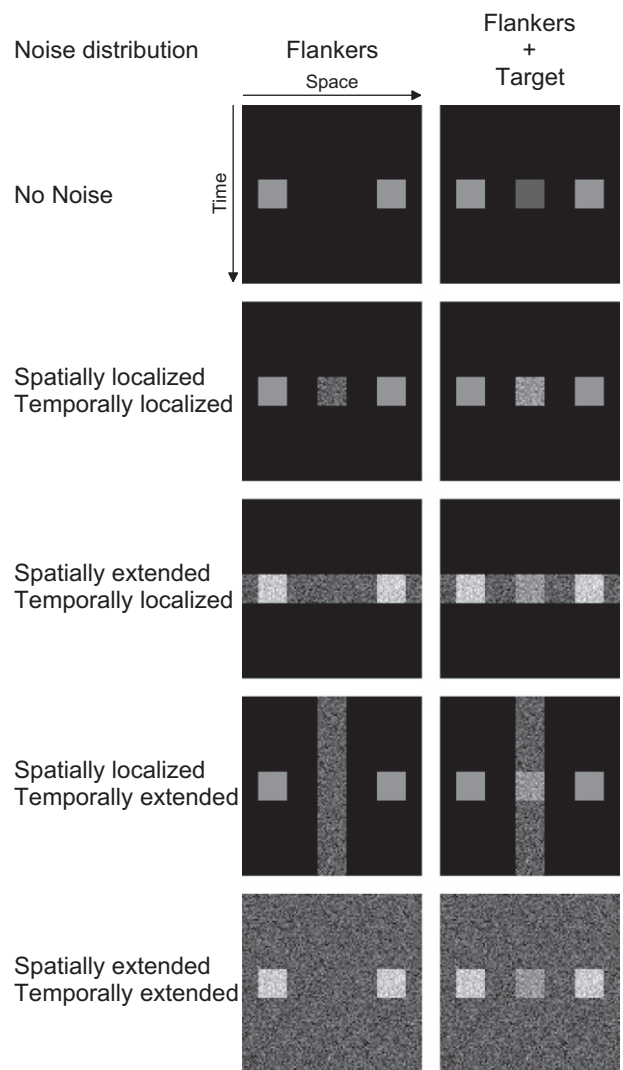 Noise distribution
Flankers
Flankers
+
Target
Space
Time
No Noise
Spatially localized
Temporally localized
Spatially extended
Temporally localized
Spatially localized
Temporally extended
Spatially extended
Temporally extended